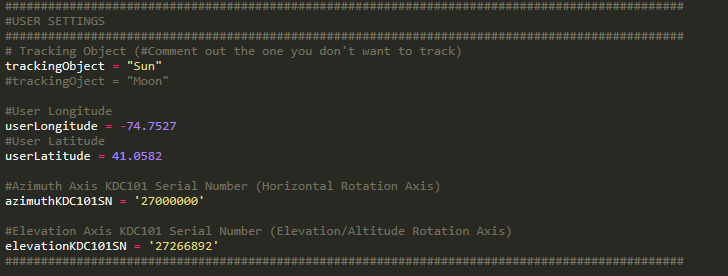 ###############################################################################################
#USER SETTINGS
###############################################################################################
# Tracking Object (#Comment out the one you don't want to track)
trackingObject = "Sun"
#trackingOject = "Moon"
#User Longitude
userLongitude = -74.7527
#User Latitude
userLatitude = 41.0582
#Azimuth Axis KDC101 Serial Number (Horizontal Rotation Axis)
azimuthKDC101SN = '27000000'
#Elevation Axis KDC101 Serial Number (Elevation/Altitude Rotation Axis)
elevationKDC101SN = '27266892'
###############################################################################################